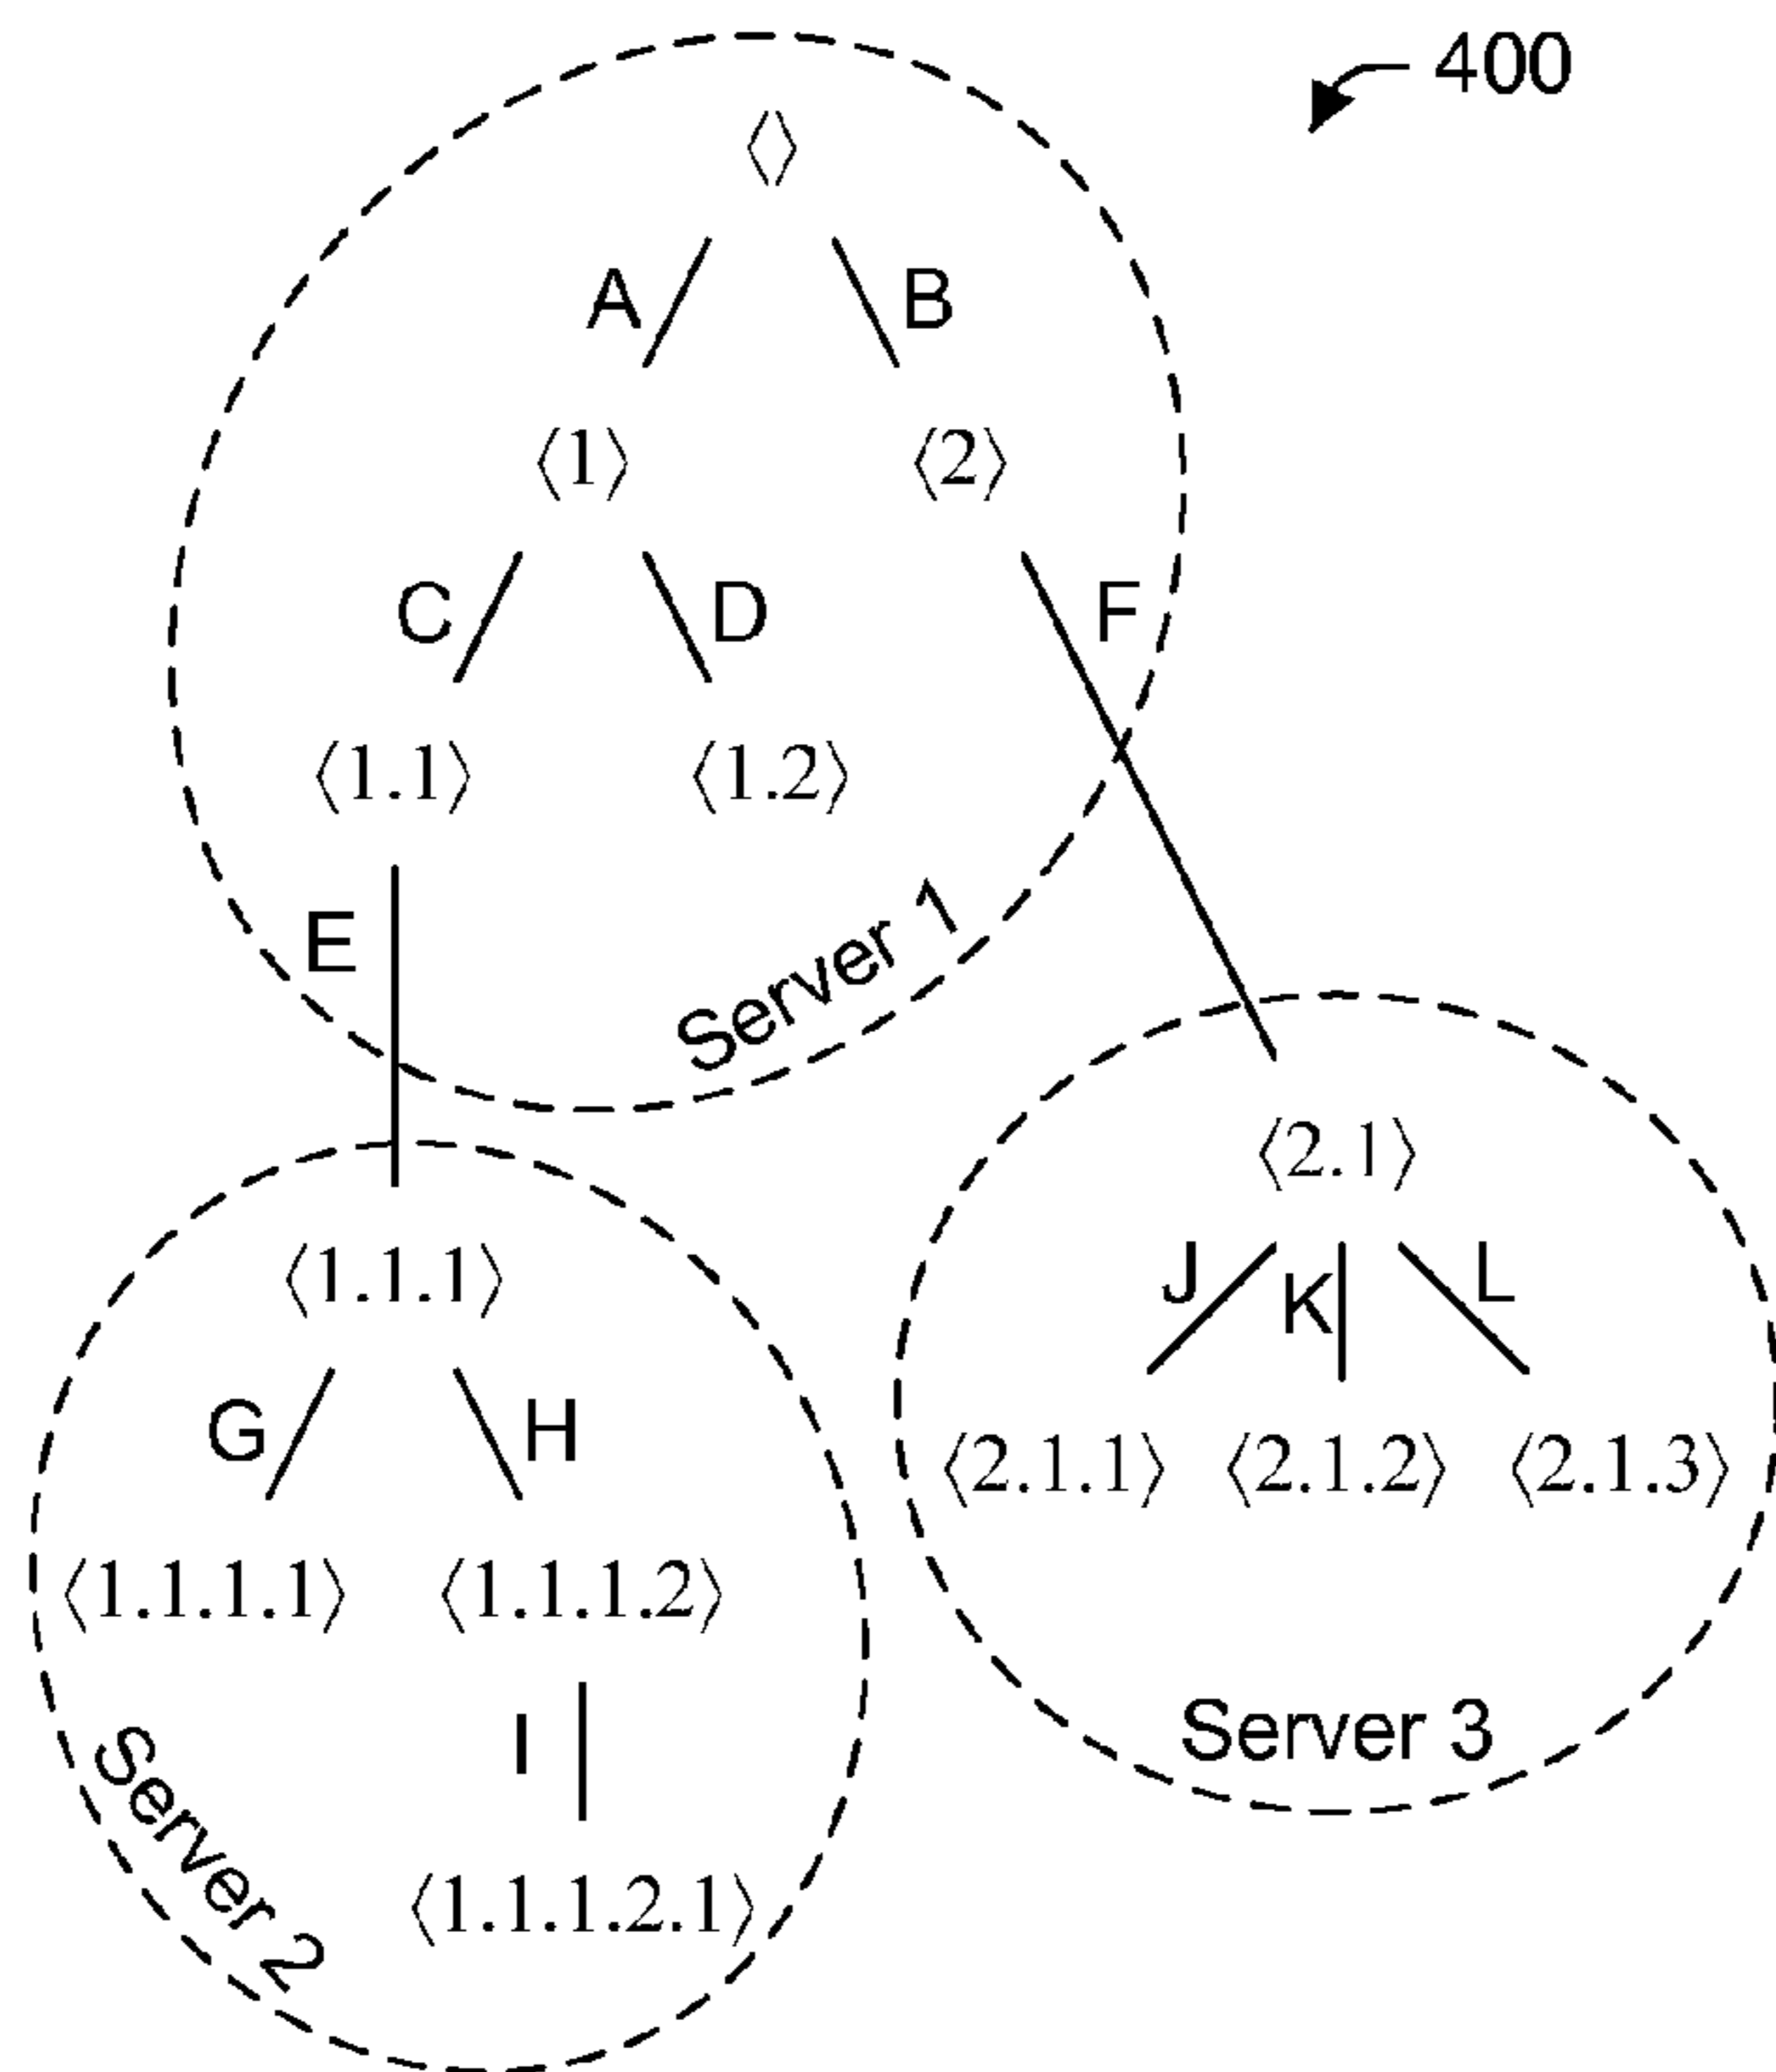 400
⟨⟩
A B
⟨1⟩ ⟨2⟩
C D F
⟨1.1⟩ ⟨1.2⟩
E
Server 1
⟨2.1⟩
⟨1.1.1⟩
J K L
G H
⟨2.1.1⟩ ⟨2.1.2⟩ ⟨2.1.3⟩
⟨1.1.1.1⟩ ⟨1.1.1.2⟩
I
Server 3
Server 2
⟨1.1.1.2.1⟩